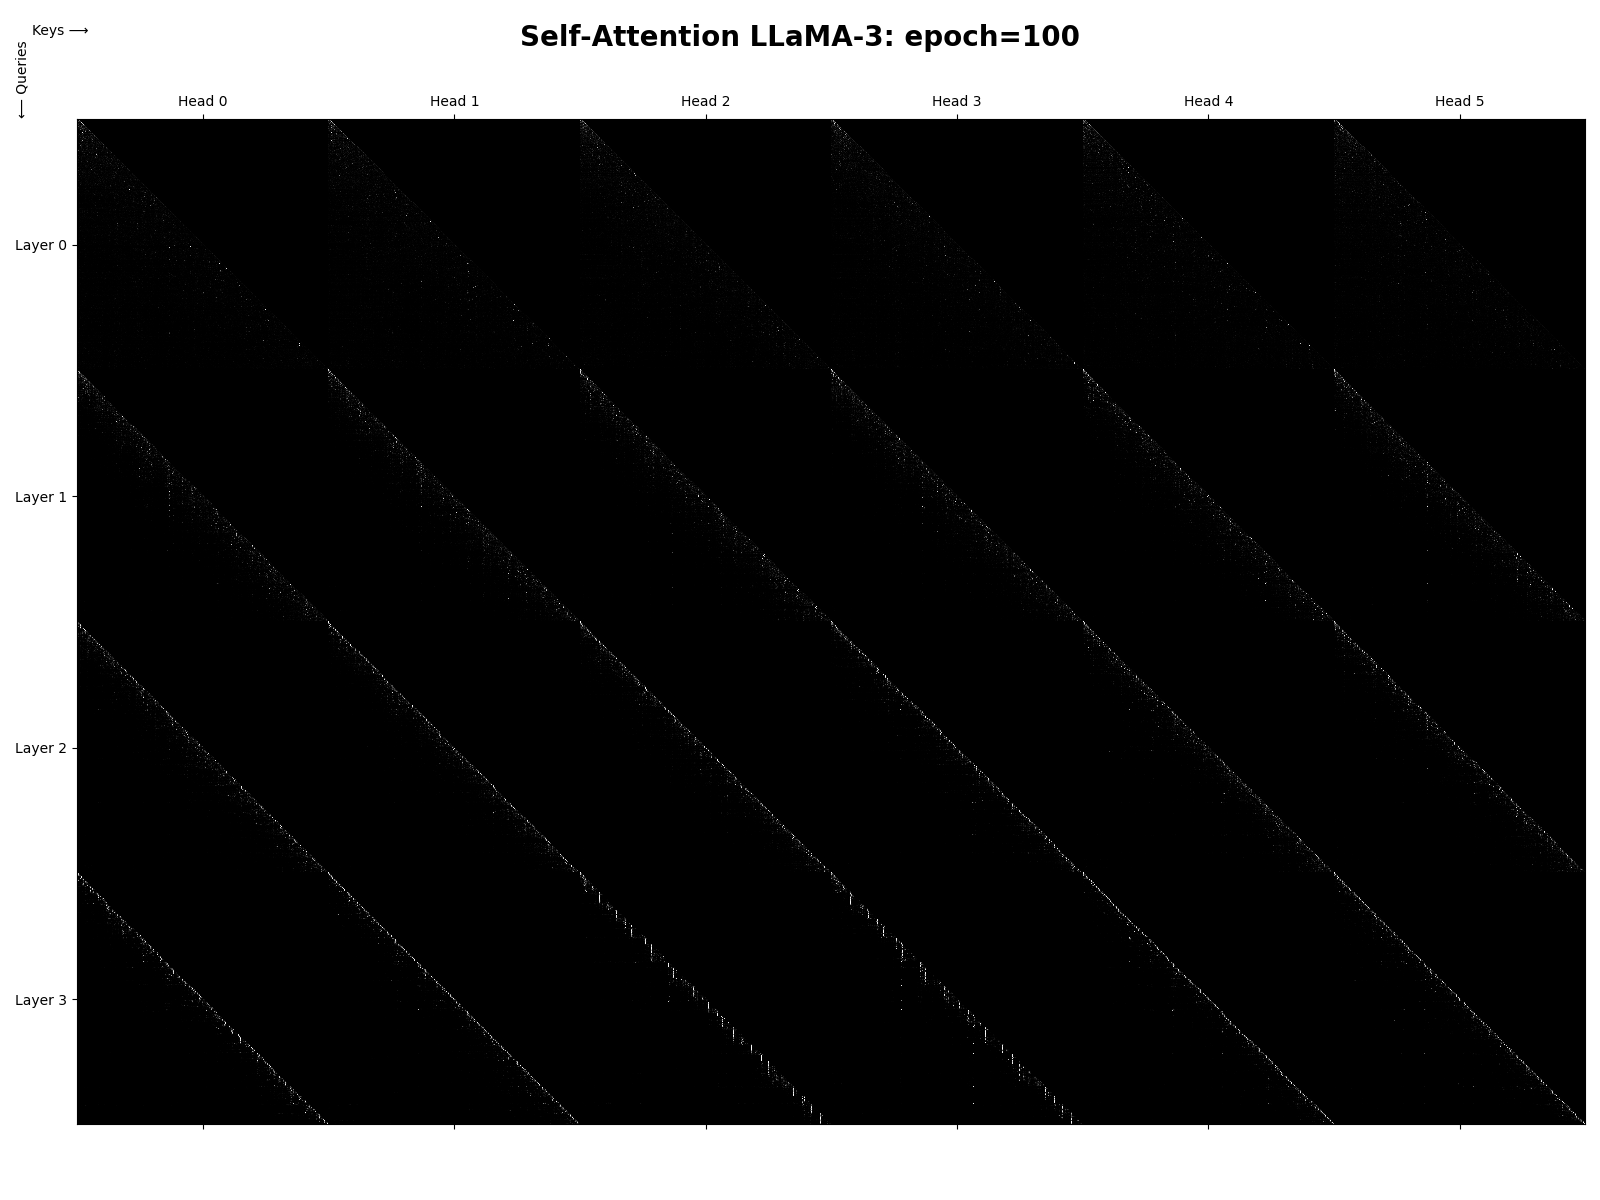 Self-Attention LLaMA-3: epoch=100
Keys ⟶
⟵ Queries
Head 0
Head 1
Head 2
Head 3
Head 4
Head 5
Layer 0
Layer 1
Layer 2
Layer 3